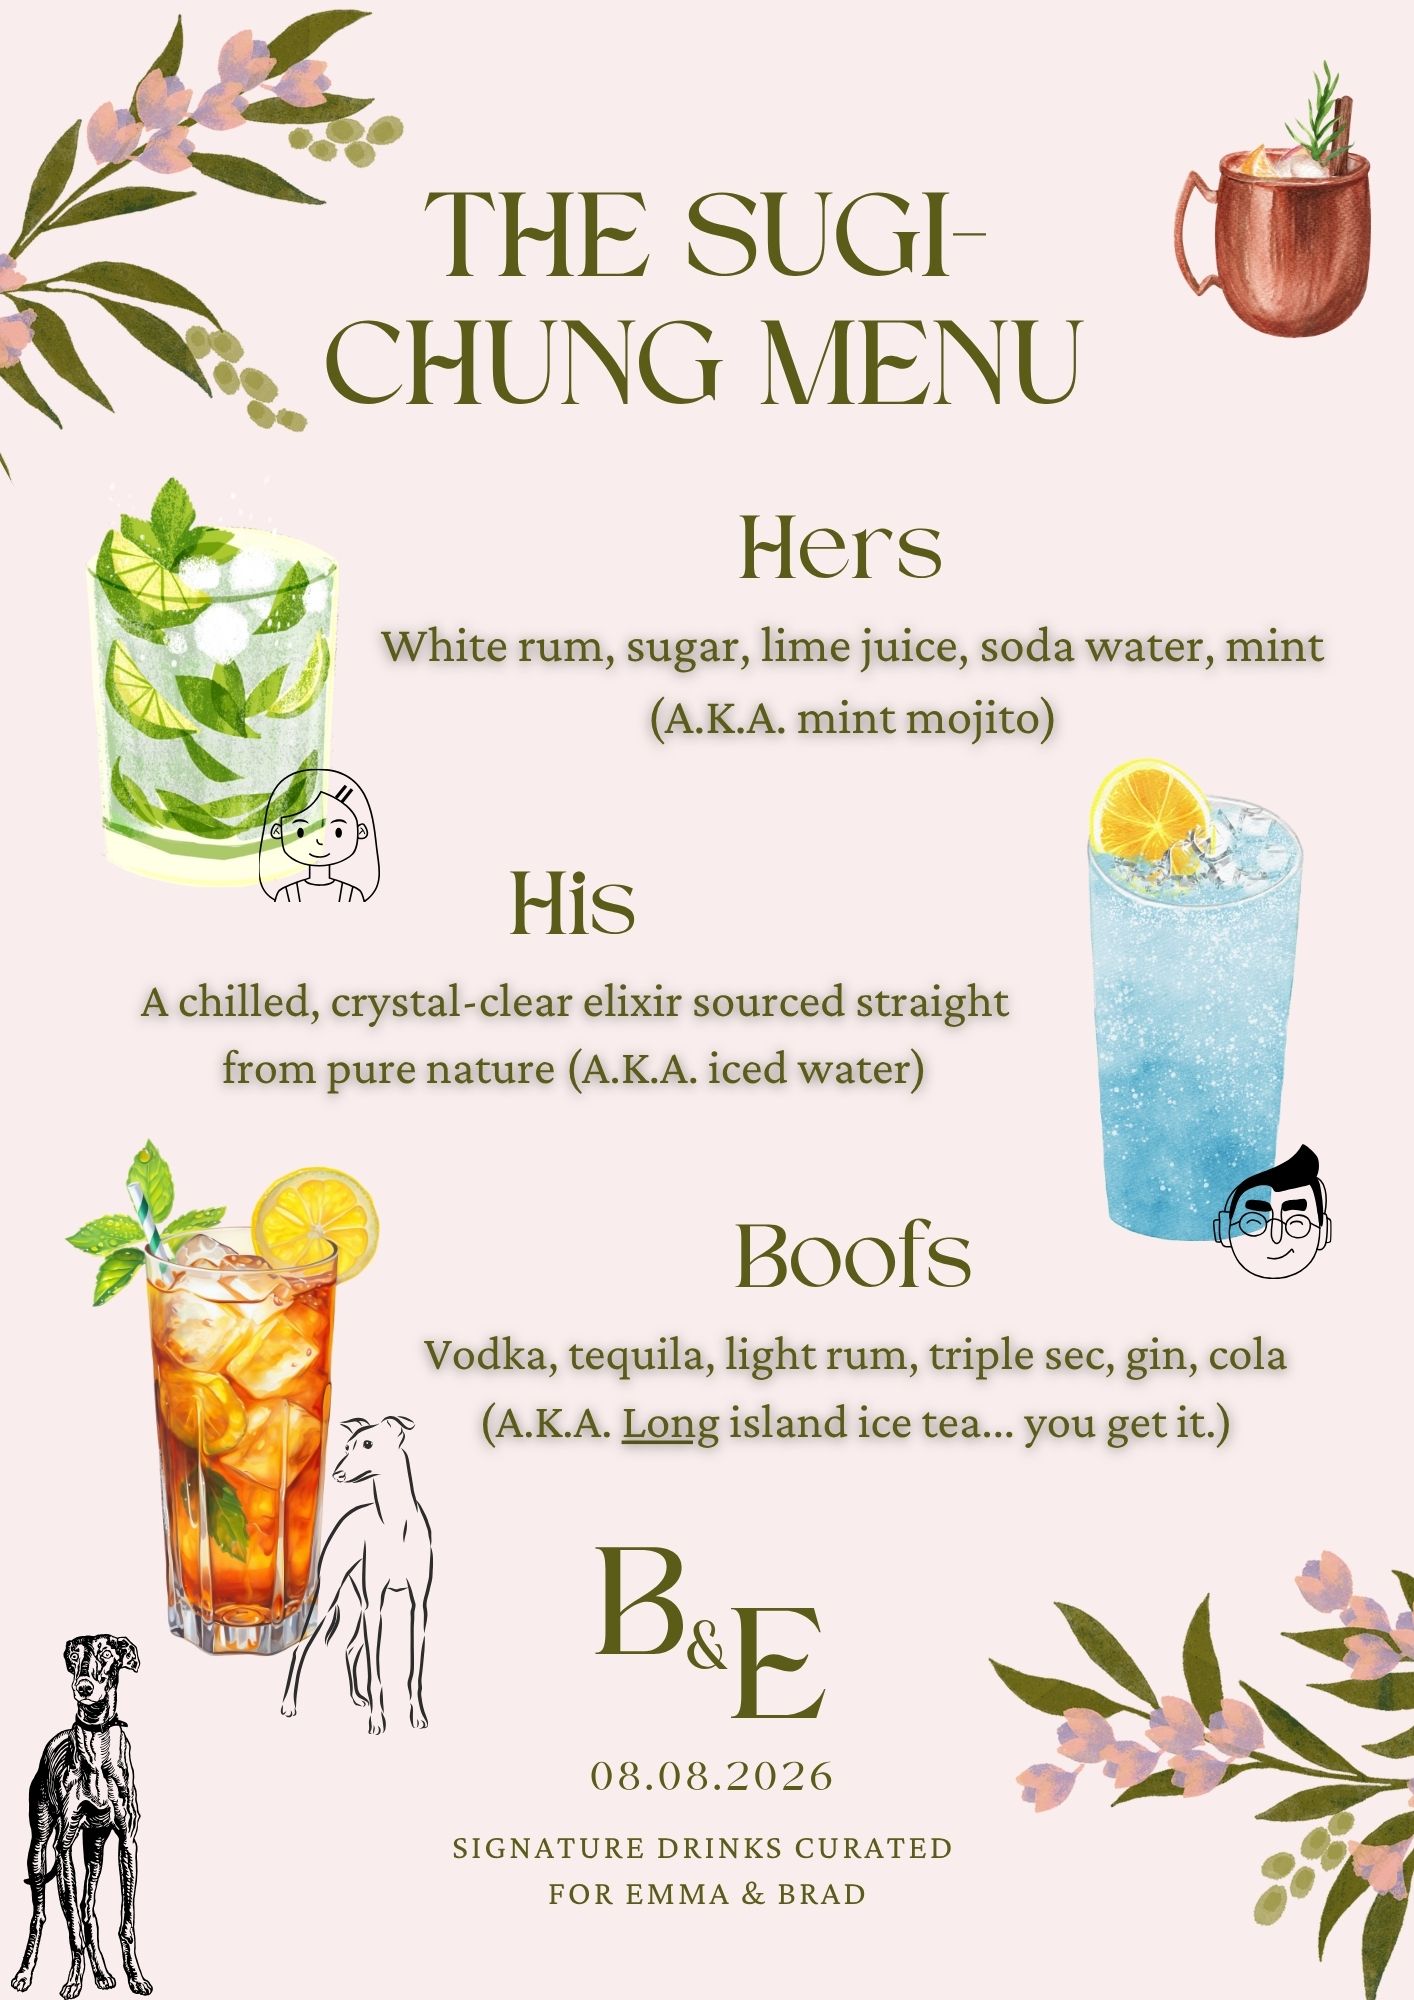 THE SUGI-
CHUNG MENU
Hers
White rum, sugar, lime juice, soda water, mint
(A.K.A. mint mojito)
His
A chilled, crystal-clear elixir sourced straight
from pure nature (A.K.A. iced water)
Boofs
Vodka, tequila, light rum, triple sec, gin, cola
(A.K.A. Long island ice tea... you get it.)
B&E
08.08.2026
SIGNATURE DRINKS CURATED
FOR EMMA & BRAD